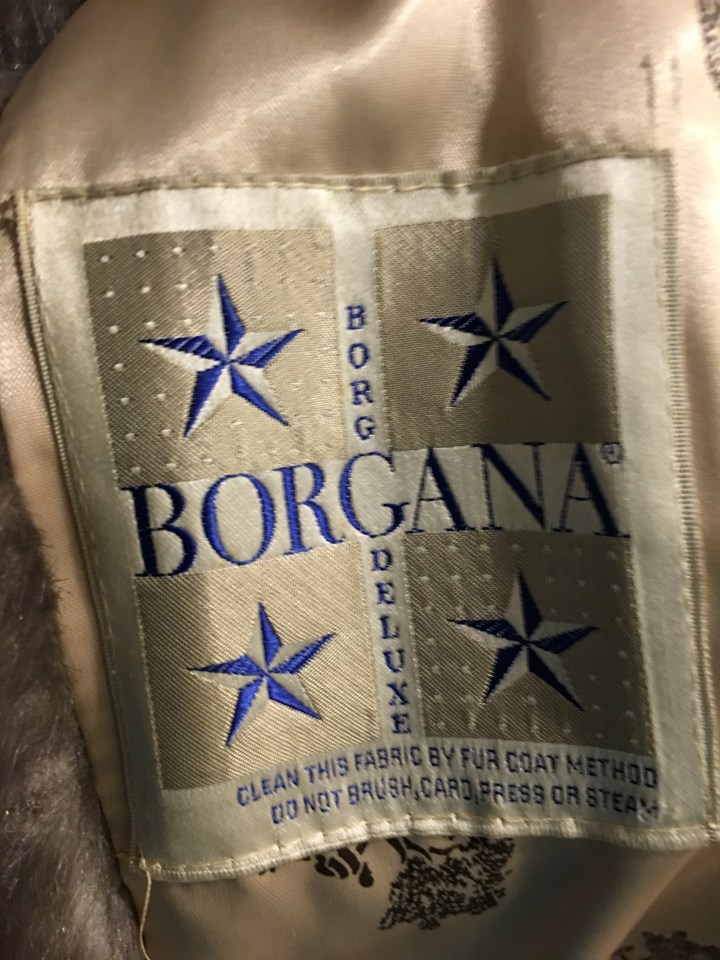 BORG
BORGANA®
DELUXE
CLEAN THIS FABRIC BY FUR COAT METHOD
DO NOT BRUSH, CARD, PRESS OR STEAM